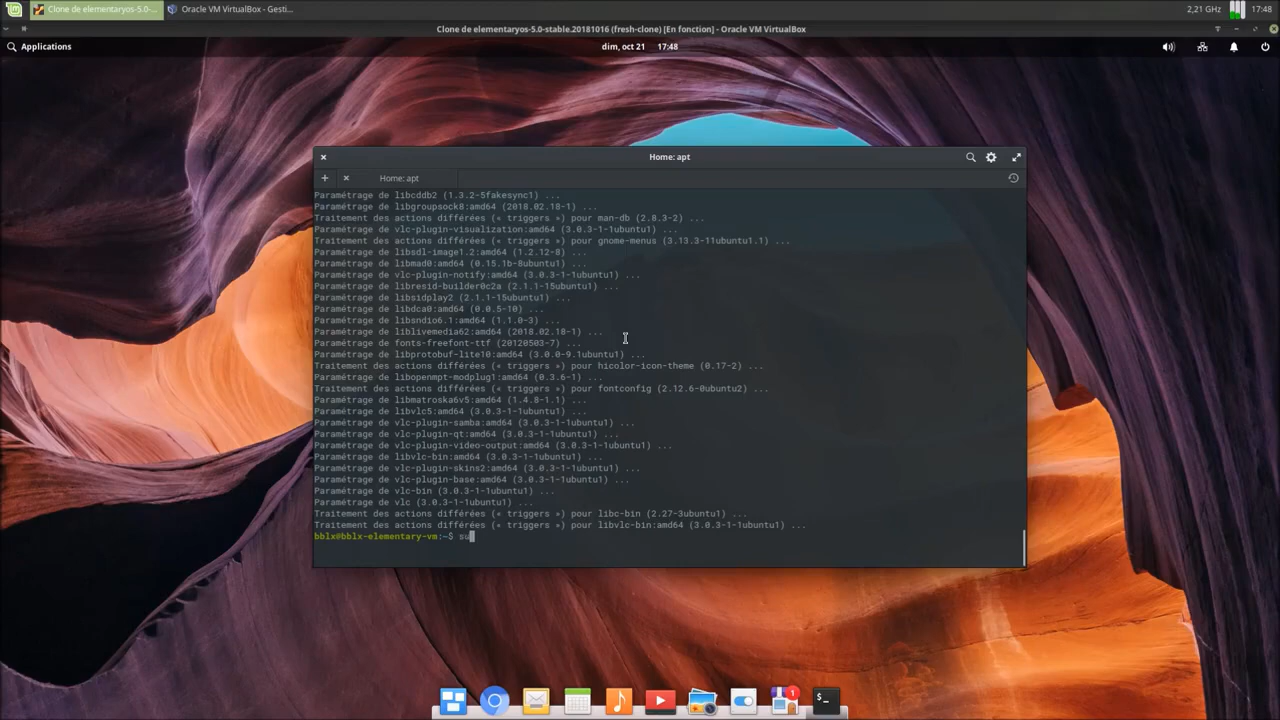 Clone de elementaryos-5.0-...
Oracle VM VirtualBox - Gesti...
2,21 GHz
17:48
Clone de elementaryos-5.0-stable.20181016 (fresh-clone) [En fonction] - Oracle VM VirtualBox
Applications
dim, oct 21 17:48
Home: apt
Home: apt
Paramétrage de libcddb2 (1.3.2-5fakesync1) ...
Paramétrage de libgroupsock8:amd64 (2018.02.18-1) ...
Traitement des actions différées (« triggers ») pour man-db (2.8.3-2) ...
Paramétrage de vlc-plugin-visualization:amd64 (3.0.3-1-1ubuntu1) ...
Traitement des actions différées (« triggers ») pour gnome-menus (3.13.3-11ubuntu1.1) ...
Paramétrage de libsdl-image1.2:amd64 (1.2.12-8) ...
Paramétrage de libmad0:amd64 (0.15.1b-8ubuntu1) ...
Paramétrage de vlc-plugin-notify:amd64 (3.0.3-1-1ubuntu1) ...
Paramétrage de libresid-builder0c2a (2.1.1-15ubuntu1) ...
Paramétrage de libsidplay2 (2.1.1-15ubuntu1) ...
Paramétrage de libdca0:amd64 (0.0.5-10) ...
Paramétrage de libsndio6.1:amd64 (1.1.0-3) ...
Paramétrage de liblivemedia62:amd64 (2018.02.18-1) ...
Paramétrage de fonts-freefont-ttf (20120503-7) ...
Paramétrage de libprotobuf-lite10:amd64 (3.0.0-9.1ubuntu1) ...
Traitement des actions différées (« triggers ») pour hicolor-icon-theme (0.17-2) ...
Paramétrage de libopenmpt-modplug1:amd64 (0.3.6-1) ...
Traitement des actions différées (« triggers ») pour fontconfig (2.12.6-0ubuntu2) ...
Paramétrage de libmatroska6v5:amd64 (1.4.8-1.1) ...
Paramétrage de libvlc5:amd64 (3.0.3-1-1ubuntu1) ...
Paramétrage de vlc-plugin-samba:amd64 (3.0.3-1-1ubuntu1) ...
Paramétrage de vlc-plugin-qt:amd64 (3.0.3-1-1ubuntu1) ...
Paramétrage de vlc-plugin-video-output:amd64 (3.0.3-1-1ubuntu1) ...
Paramétrage de libvlc-bin:amd64 (3.0.3-1-1ubuntu1) ...
Paramétrage de vlc-plugin-skins2:amd64 (3.0.3-1-1ubuntu1) ...
Paramétrage de vlc-plugin-base:amd64 (3.0.3-1-1ubuntu1) ...
Paramétrage de vlc-bin (3.0.3-1-1ubuntu1) ...
Paramétrage de vlc (3.0.3-1-1ubuntu1) ...
Traitement des actions différées (« triggers ») pour libc-bin (2.27-3ubuntu1) ...
Traitement des actions différées (« triggers ») pour libvlc-bin:amd64 (3.0.3-1-1ubuntu1) ...
bblx@bblx-elementary-vm:~$ su
1